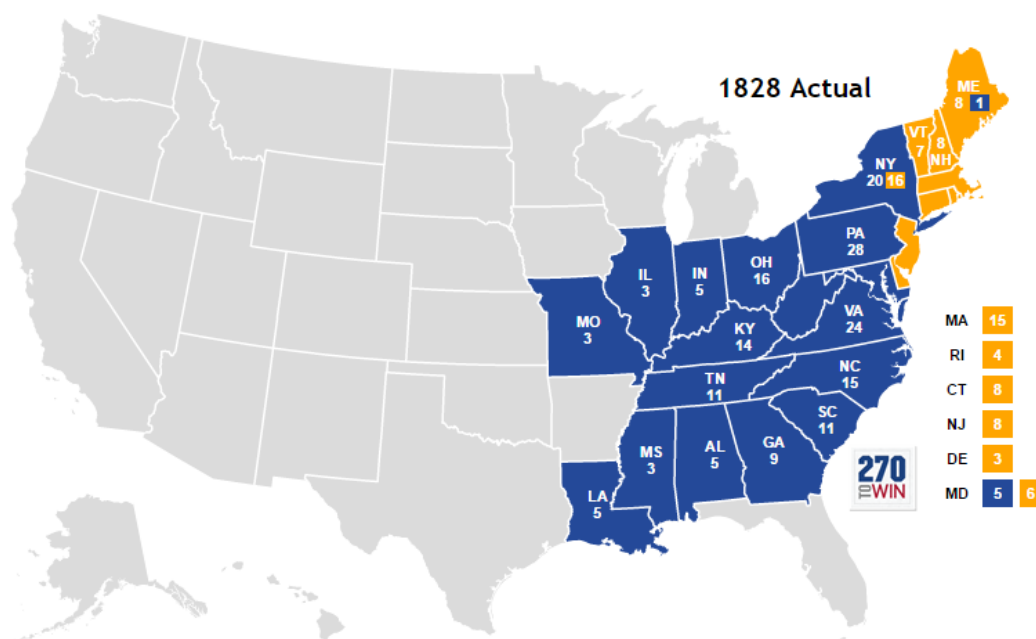 1828 Actual
ME
8 1
VT
7
8
NH
NY
20 16
PA
28
OH
16
IN
5
IL
3
MO
3
KY
14
VA
24
TN
11
NC
15
SC
11
MS
3
AL
5
GA
9
LA
5
MA 15
RI 4
CT 8
NJ 8
DE 3
MD 5 6
270
TO WIN